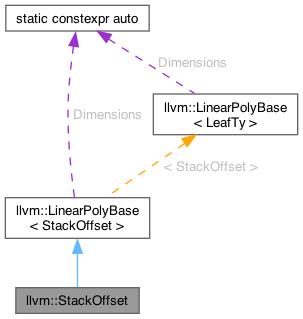 static constexpr auto
Dimensions
llvm::LinearPolyBase
< LeafTy >
Dimensions
< StackOffset >
llvm::LinearPolyBase
< StackOffset >
llvm::StackOffset